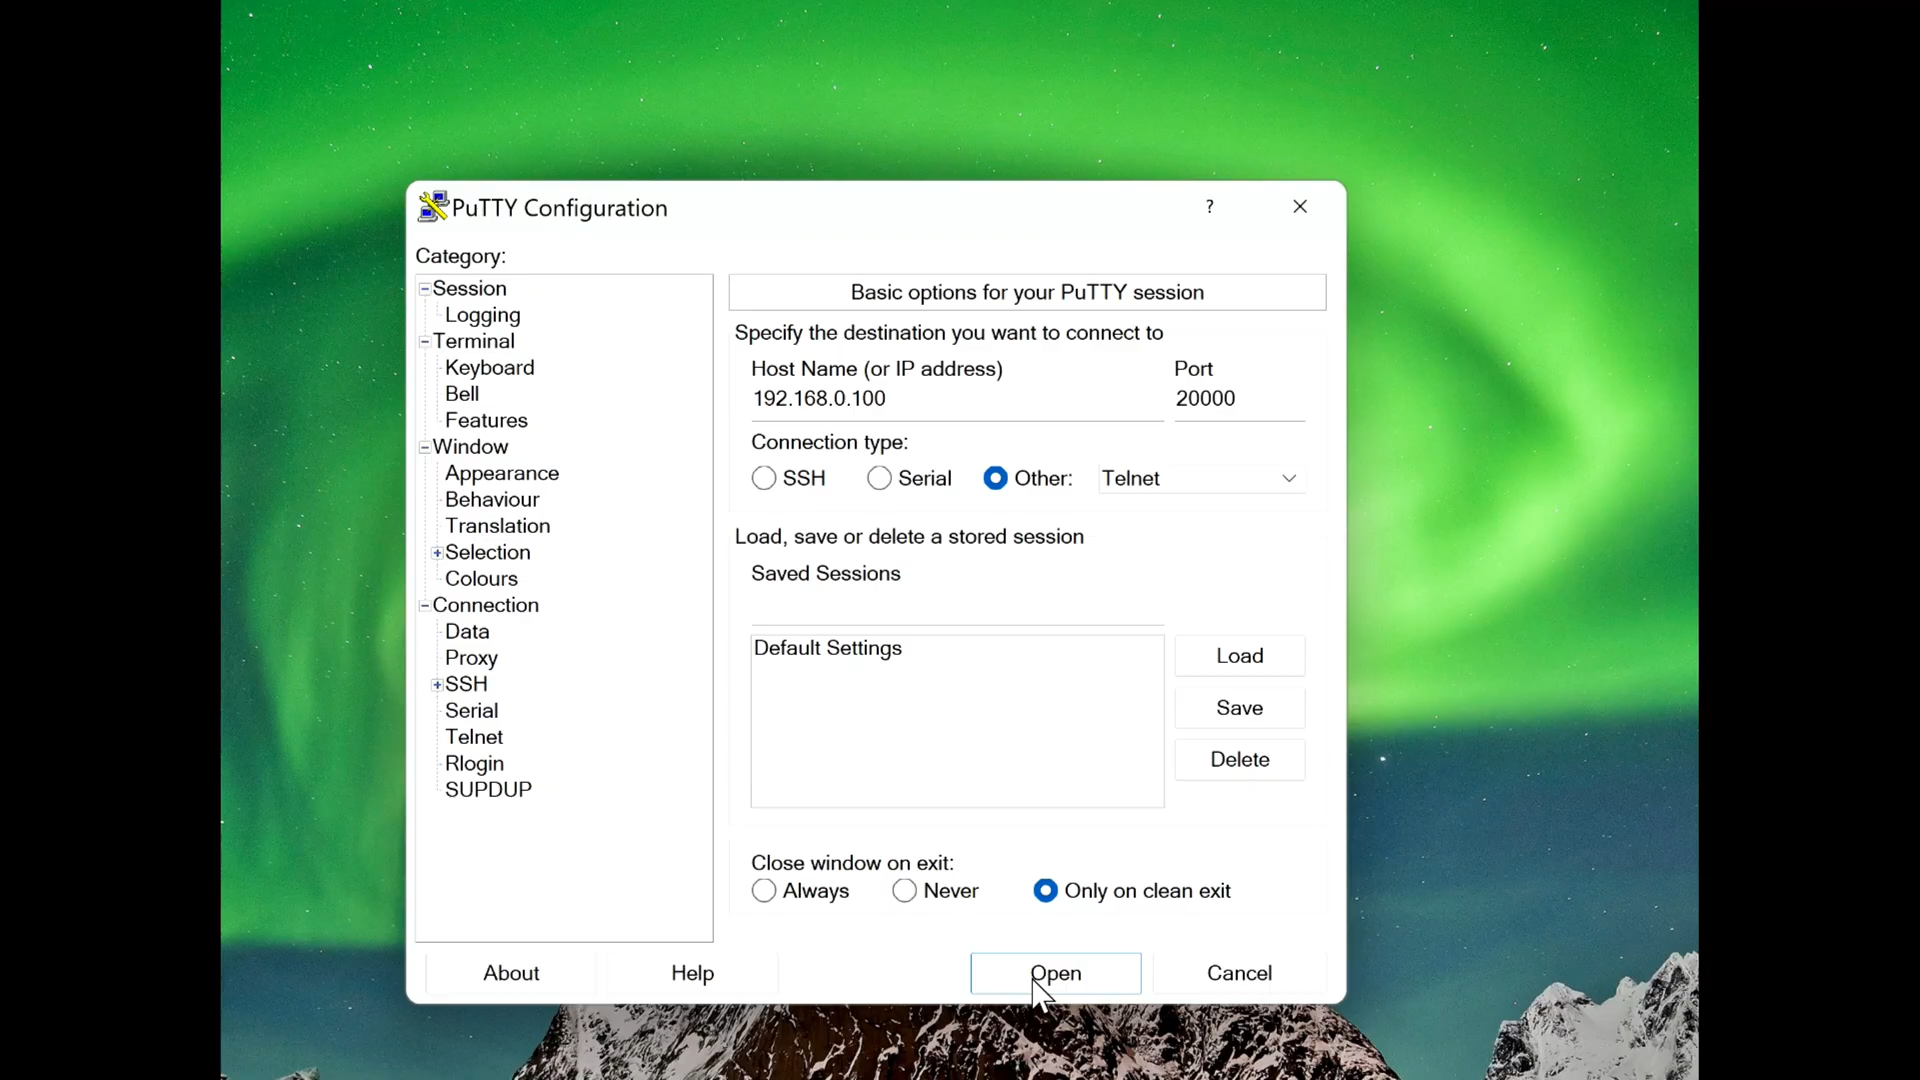 PuTTY Configuration
?
Category:
Session
Logging
Terminal
Keyboard
Bell
Features
Window
Appearance
Behaviour
Translation
Selection
Colours
Connection
Data
Proxy
SSH
Serial
Telnet
Rlogin
SUPDUP
Basic options for your PuTTY session
Specify the destination you want to connect to
Host Name (or IP address) Port
192.168.0.100 20000
Connection type:
SSH Serial Other: Telnet
Load, save or delete a stored session
Saved Sessions
Default Settings
Load
Save
Delete
Close window on exit:
Always Never Only on clean exit
About Help Open Cancel